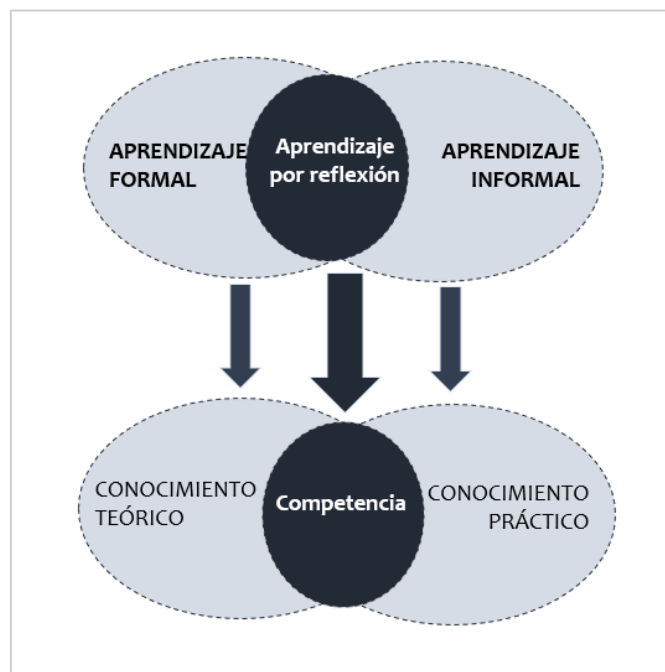 APRENDIZAJE
FORMAL
Aprendizaje
por reflexión
APRENDIZAJE
INFORMAL
CONOCIMIENTO
TEÓRICO
Competencia
CONOCIMIENTO
PRÁCTICO